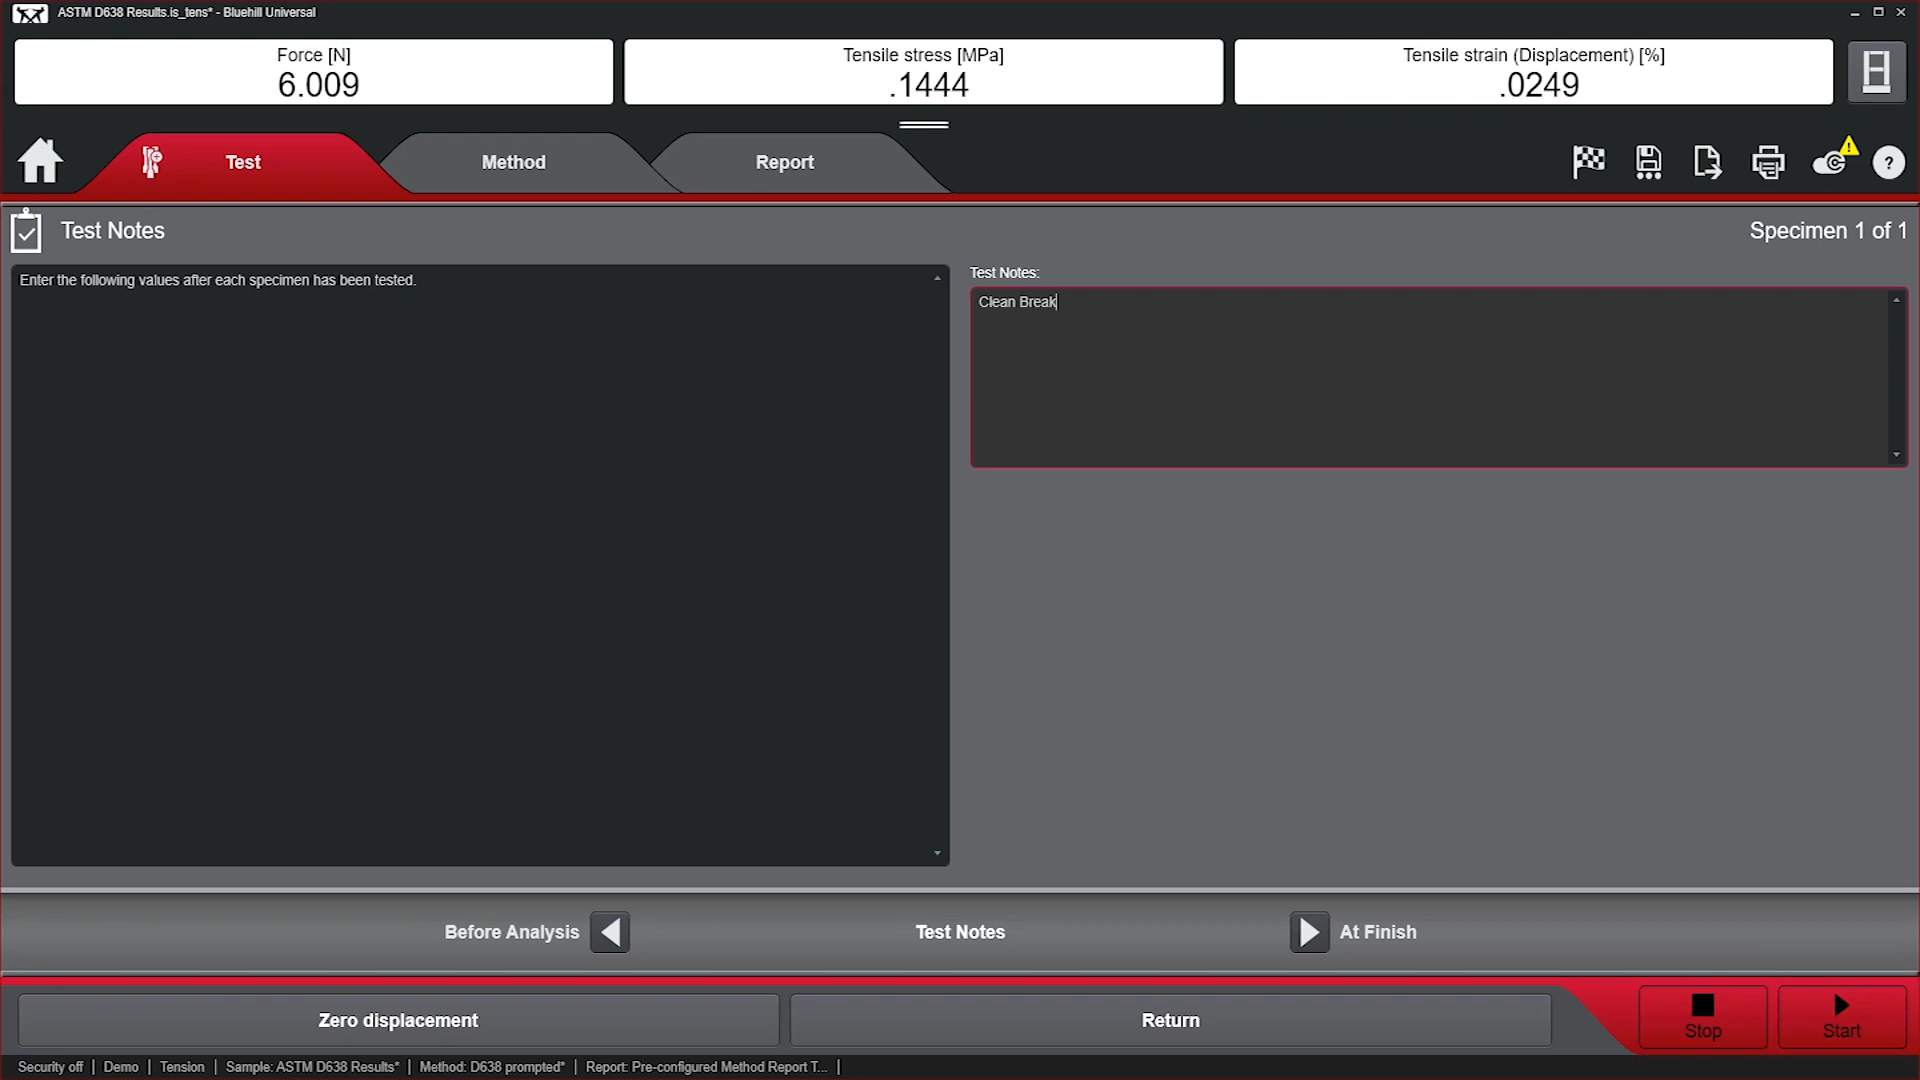 ASTM D638 Results.is_tens* - Bluehill Universal
Force [N]
6.009
Tensile stress [MPa]
.1444
Tensile strain (Displacement) [%]
.0249
Test
Method
Report
?
Test Notes
Specimen 1 of 1
Enter the following values after each specimen has been tested.
Test Notes:
Clean Break
Before Analysis
Test Notes
At Finish
Zero displacement
Return
Stop
Start
Security off | Demo | Tension | Sample: ASTM D638 Results* | Method: D638 prompted* | Report: Pre-configured Method Report T... |